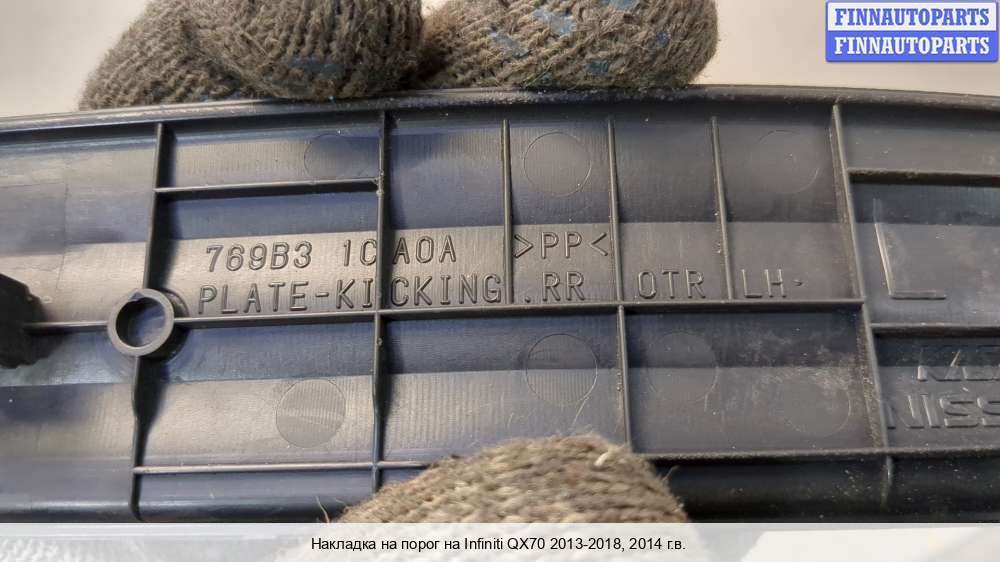 FINNAUTOPARTS
FINNAUTOPARTS
769B3 1CA0A >PP<
PLATE-KICKING.RR OTR LH.
L
NISS
Накладка на порог на Infiniti QX70 2013-2018, 2014 г.в.